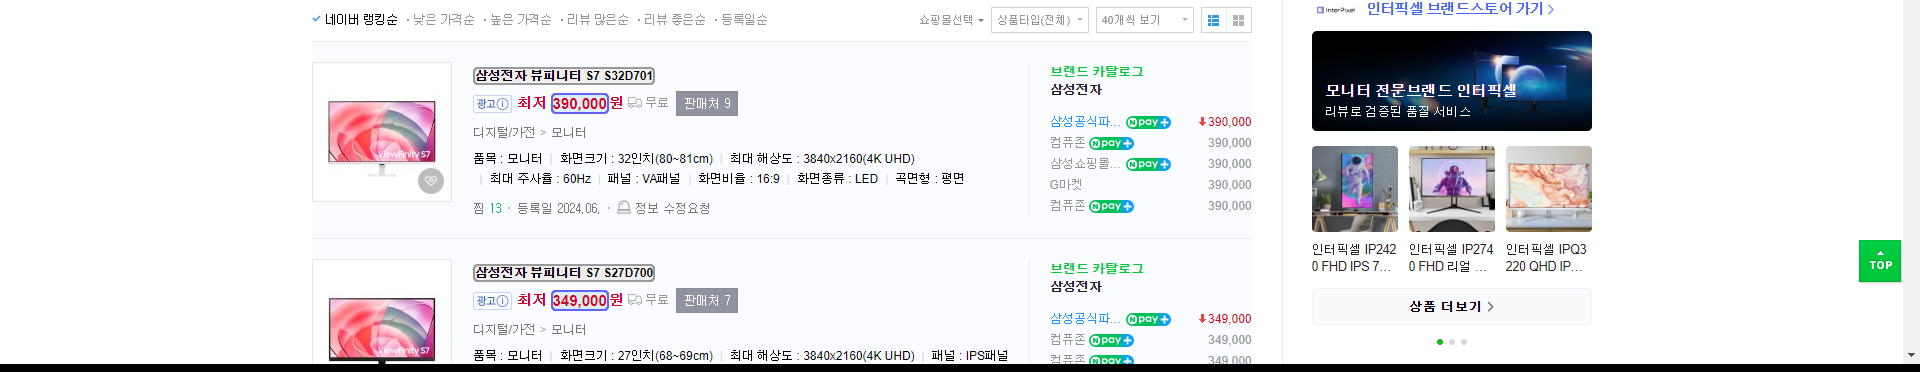 네이버 랭킹순 · 낮은 가격순 · 높은 가격순 · 리뷰 많은순 · 리뷰 좋은순 · 등록일순
쇼핑몰선택
상품타입(전체)
40개씩 보기
삼성전자 뷰피니티 S7 S32D701
광고
최저 390,000원
무료
판매처 9
디지털/가전 > 모니터
품목 : 모니터 | 화면크기 : 32인치(80~81cm) | 최대 해상도 : 3840x2160(4K UHD)
| 최대 주사율 : 60Hz | 패널 : VA패널 | 화면비율 : 16:9 | 화면종류 : LED | 곡면형 : 평면
찜 13 · 등록일 2024.06. · 정보 수정요청
ViewFinity S7
브랜드 카탈로그
삼성전자
삼성공식파... N pay+ 390,000
컴퓨존 N pay+ 390,000
삼성쇼핑몰... N pay+ 390,000
G마켓 390,000
컴퓨존 N pay+ 390,000
삼성전자 뷰피니티 S7 S27D700
광고
최저 349,000원
무료
판매처 7
디지털/가전 > 모니터
품목 : 모니터 | 화면크기 : 27인치(68~69cm) | 최대 해상도 : 3840x2160(4K UHD) | 패널 : IPS패널
ViewFinity S7
브랜드 카탈로그
삼성전자
삼성공식파... N pay+ 349,000
컴퓨존 N pay+ 349,000
컴퓨존 N pay+ 349,000
InterPixel
인터픽셀 브랜드스토어 가기
모니터 전문브랜드 인터픽셀
리뷰로 검증된 품질 서비스
인터픽셀 IP242
0 FHD IPS 7...
인터픽셀 IP274
0 FHD 리얼 ...
인터픽셀 IPQ3
220 QHD IP...
상품 더보기
TOP